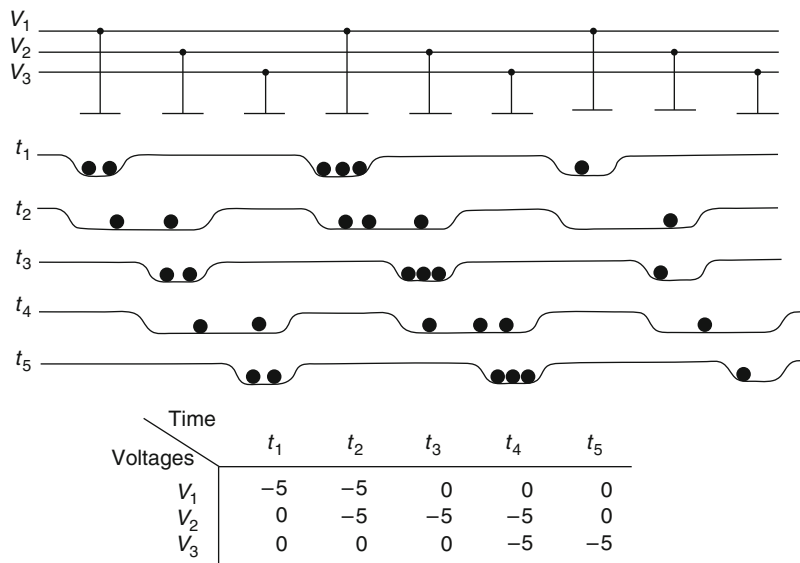 V1
V2
V3
t1
t2
t3
t4
t5
Time
Voltages t1 t2 t3 t4 t5
V1 −5 −5 0 0 0
V2 0 −5 −5 −5 0
V3 0 0 0 −5 −5